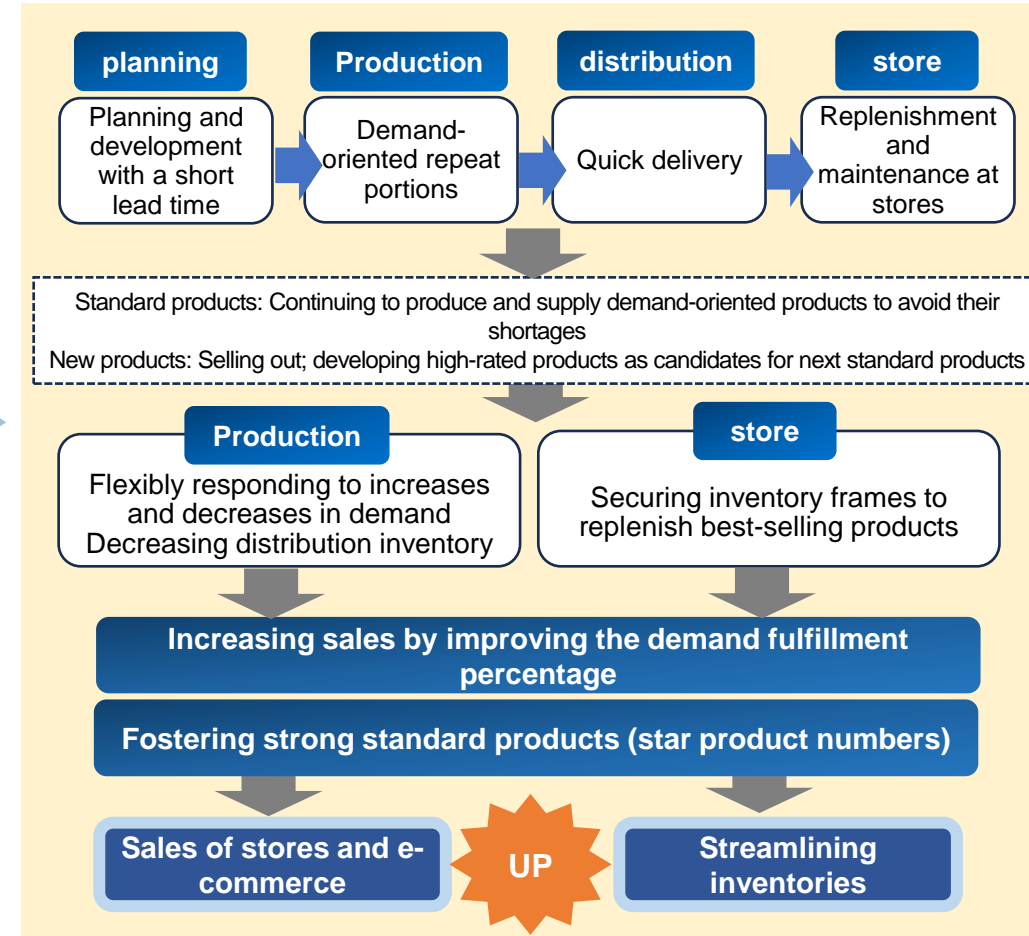 planning
Planning and
development
with a short
lead time
Production
Demand-
oriented repeat
portions
distribution
Quick delivery
store
Replenishment
and
maintenance at
stores
Standard products: Continuing to produce and supply demand-oriented products to avoid their
shortages
New products: Selling out; developing high-rated products as candidates for next standard products
Production
Flexibly responding to increases
and decreases in demand
Decreasing distribution inventory
store
Securing inventory frames to
replenish best-selling products
Increasing sales by improving the demand fulfillment
percentage
Fostering strong standard products (star product numbers)
Sales of stores and e-
commerce
UP
Streamlining
inventories